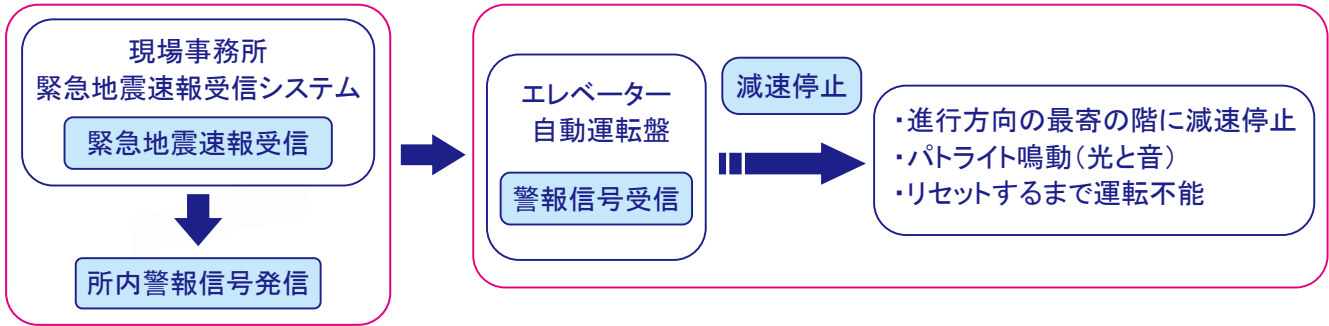 現場事務所
緊急地震速報受信システム
緊急地震速報受信
所内警報信号発信
エレベーター
自動運転盤
警報信号受信
減速停止
・進行方向の最寄の階に減速停止
・パトライト鳴動(光と音)
・リセットするまで運転不能